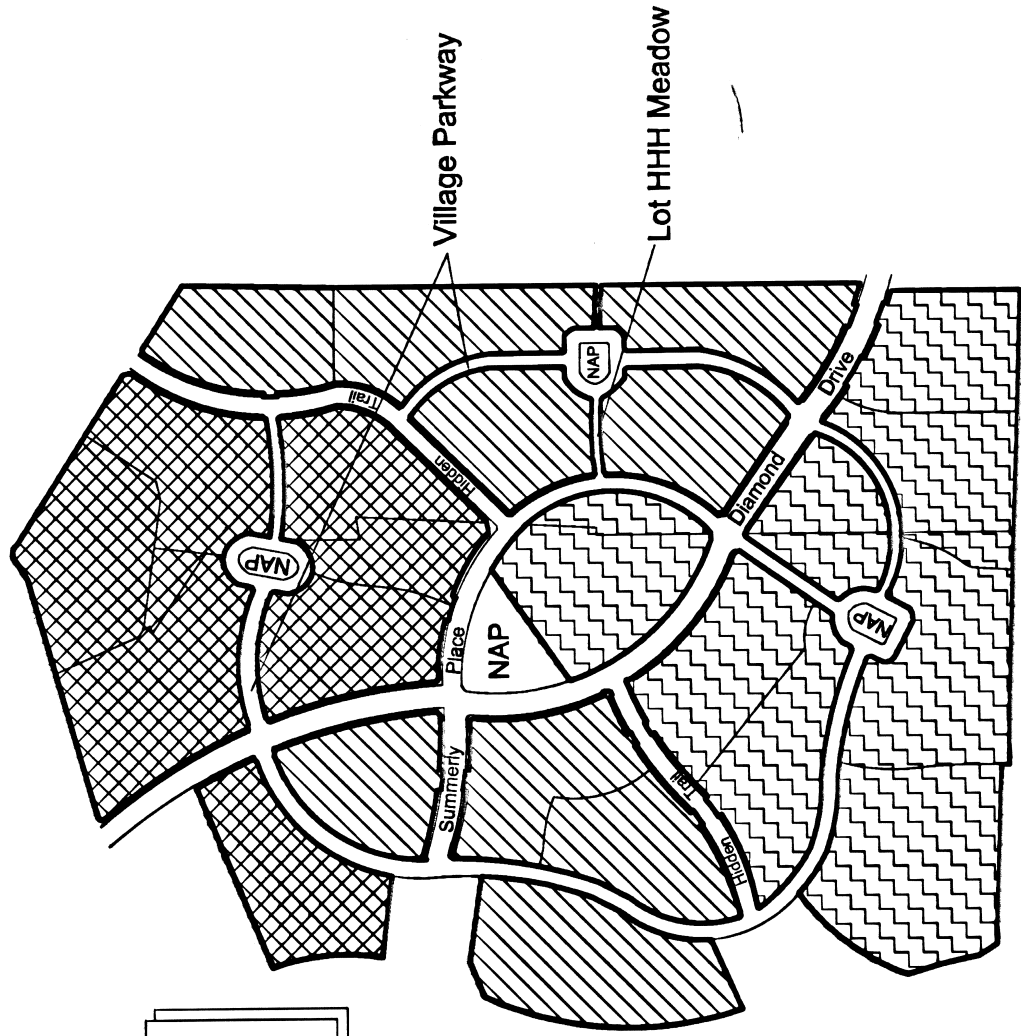 Village Parkway
Lot HHH Meadow
Trail
Hidden
NAP
NAP
Drive
Diamond
Place
NAP
Summerly
Trail
Hidden
NAP